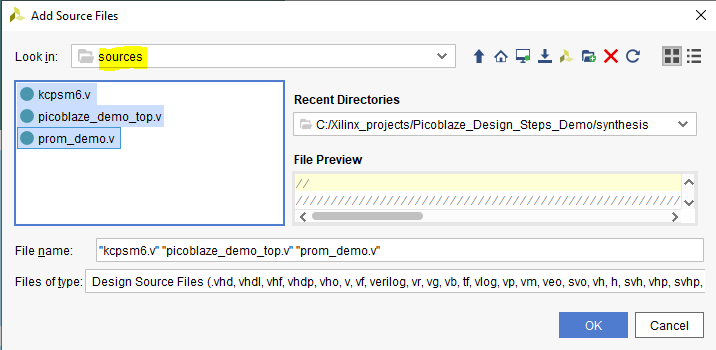 Add Source Files
Look in: sources
kcpsm6.v
picoblaze_demo_top.v
prom_demo.v
Recent Directories
C:/Xilinx_projects/Picoblaze_Design_Steps_Demo/synthesis
File Preview
//
///////////////////////////////////////////////////////////////
File name: "kcpsm6.v" "picoblaze_demo_top.v" "prom_demo.v"
Files of type: Design Source Files (.vhd, vhdl, vhf, vhdp, vho, v, vf, verilog, vr, vg, vb, tf, vlog, vp, vm, veo, svo, vh, h, svh, vhp, svhp,
OK Cancel